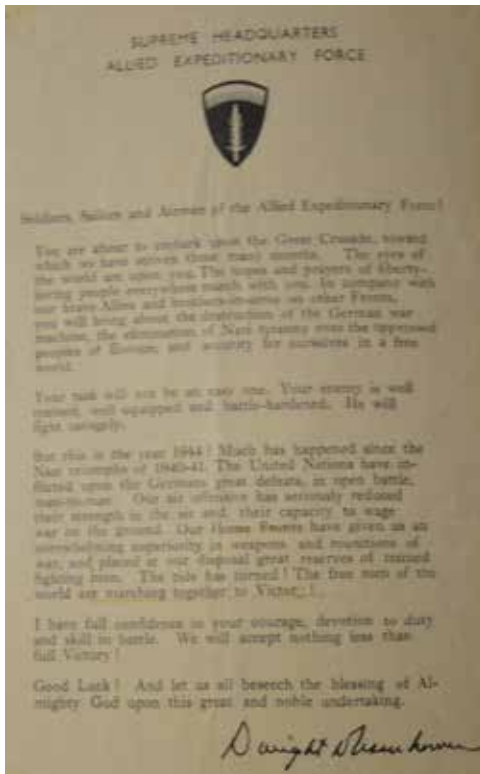 SUPREME HEADQUARTERS
ALLIED EXPEDITIONARY FORCE
Soldiers, Sailors and Airmen of the Allied Expeditionary Force!
You are about to embark upon the Great Crusade, toward
which we have striven these many months. The eyes of
the world are upon you. The hopes and prayers of liberty-
loving people everywhere march with you. In company with
our brave Allies and brothers-in-arms on other Fronts,
you will bring about the destruction of the German war
machine, the elimination of Nazi tyranny over the oppressed
peoples of Europe, and security for ourselves in a free
world.
Your task will not be an easy one. Your enemy is well
trained, well equipped and battle-hardened. He will
fight savagely.
But this is the year 1944! Much has happened since the
Nazi triumphs of 1940-41. The United Nations have in-
flicted upon the Germans great defeats, in open battle,
man-to-man. Our air offensive has seriously reduced
their strength in the air and their capacity to wage
war on the ground. Our Home Fronts have given us an
overwhelming superiority in weapons and munitions of
war, and placed at our disposal great reserves of trained
fighting men. The tide has turned! The free men of the
world are marching together to Victory!
I have full confidence in your courage, devotion to duty
and skill in battle. We will accept nothing less than
full Victory!
Good Luck! And let us all beseech the blessing of Al-
mighty God upon this great and noble undertaking.
Dwight D Eisenhower